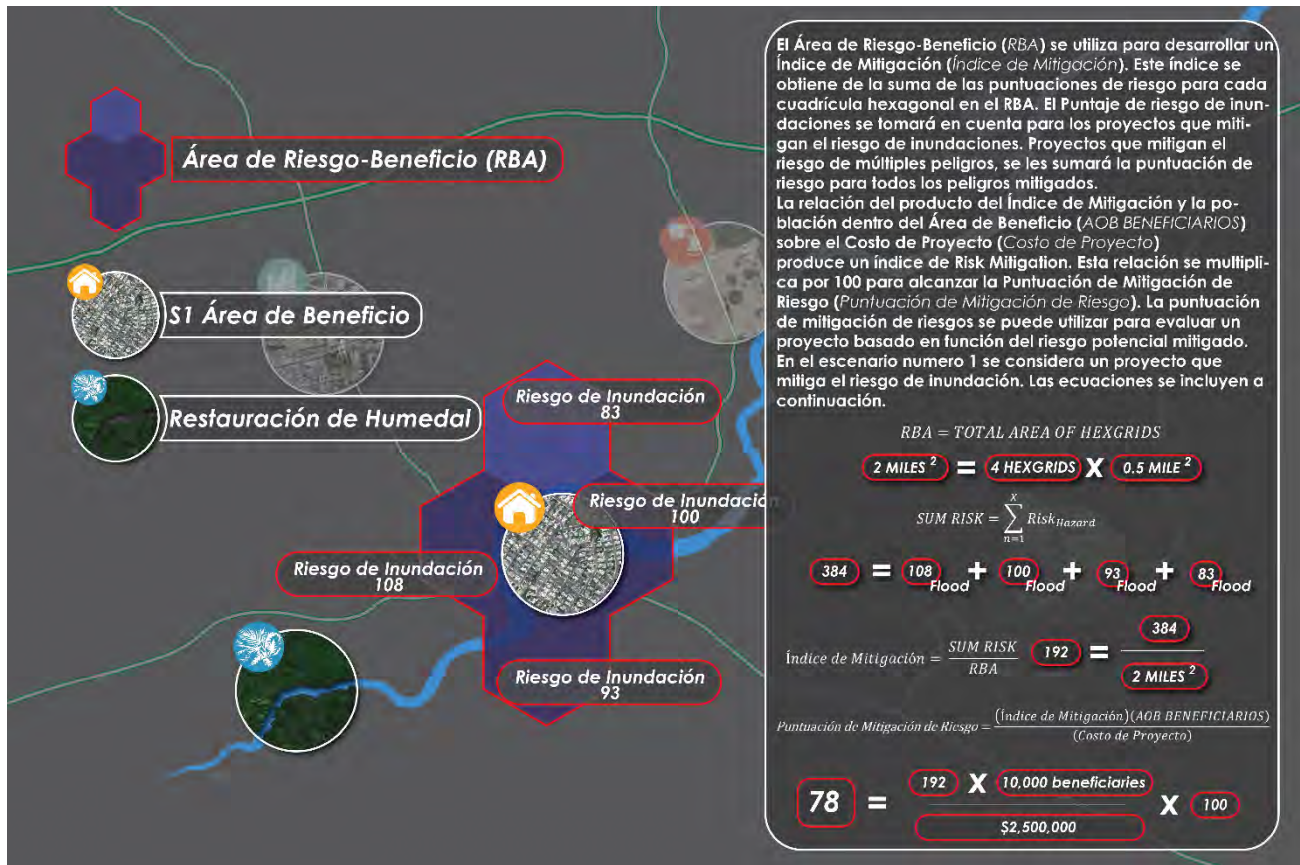 Área de Riesgo-Beneficio (RBA)
S1 Área de Beneficio
Restauración de Humedal
Riesgo de Inundación
83
Riesgo de Inundación
100
Riesgo de Inundación
108
Riesgo de Inundación
93
El Área de Riesgo-Beneficio (RBA) se utiliza para desarrollar un
Índice de Mitigación (Índice de Mitigación). Este índice se
obtiene de la suma de las puntuaciones de riesgo para cada
cuadrícula hexagonal en el RBA. El Puntaje de riesgo de inun-
daciones se tomará en cuenta para los proyectos que miti-
gan el riesgo de inundaciones. Proyectos que mitigan el
riesgo de múltiples peligros, se les sumará la puntuación de
riesgo para todos los peligros mitigados.
La relación del producto del Índice de Mitigación y la po-
blación dentro del Área de Beneficio (AOB BENEFICIARIOS)
sobre el Costo de Proyecto (Costo de Proyecto)
produce un índice de Risk Mitigation. Esta relación se multipli-
ca por 100 para alcanzar la Puntuación de Mitigación de
Riesgo (Puntuación de Mitigación de Riesgo). La puntuación
de mitigación de riesgos se puede utilizar para evaluar un
proyecto basado en función del riesgo potencial mitigado.
En el escenario numero 1 se considera un proyecto que
mitiga el riesgo de inundación. Las ecuaciones se incluyen a
continuación.
RBA = TOTAL AREA OF HEXGRIDS
2 MILES ² = 4 HEXGRIDS X 0.5 MILE ²
SUM RISK = ∑ₙ₌₁ˣ Risk Hazard
384 = 108 Flood + 100 Flood + 93 Flood + 83 Flood
Índice de Mitigación = SUM RISK / RBA 192 = 384 / 2 MILES ²
Puntuación de Mitigación de Riesgo = (Índice de Mitigación)(AOB BENEFICIARIOS) / (Costo de Proyecto)
78 = 192 X 10,000 beneficiaries / $2,500,000 X 100